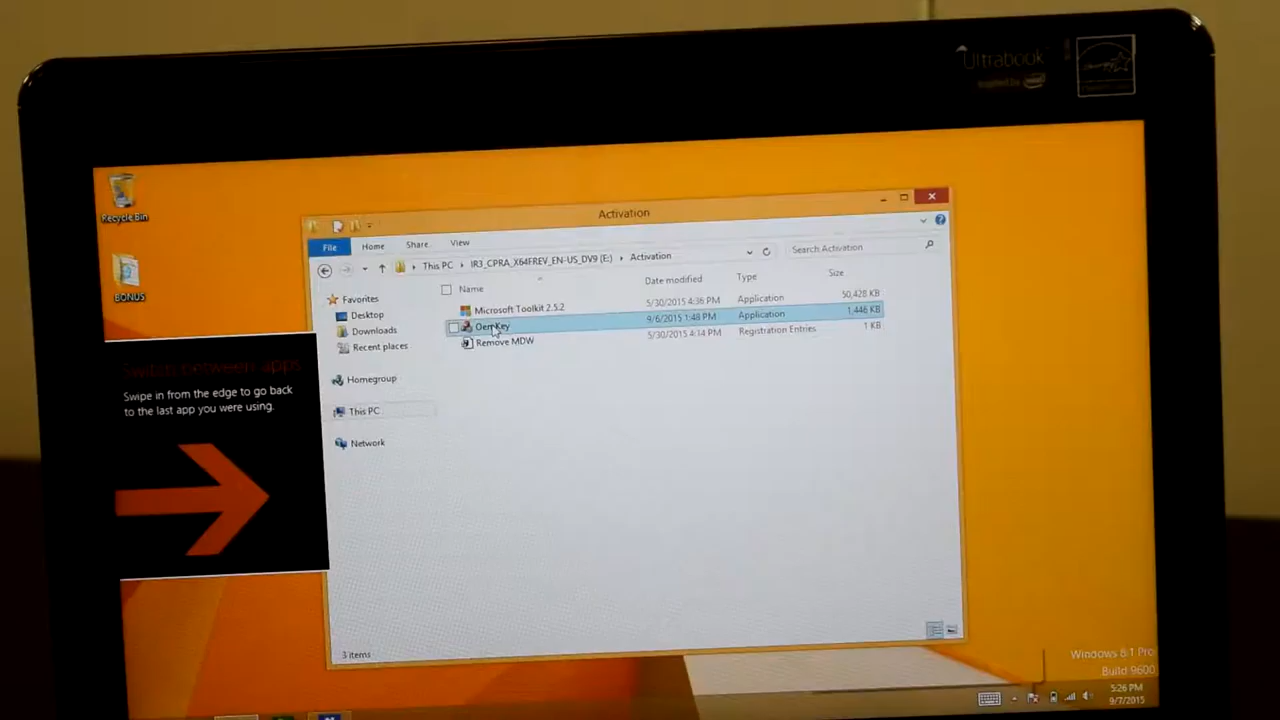 Ultrabook
Recycle Bin
BONUS
Activation
File Home Share View
This PC IR3_CPRA_X64FREV_EN-US_DV9 (E:) Activation
Search Activation
Name Date modified Type Size
Microsoft Toolkit 2.5.2 5/30/2015 4:36 PM Application 50,428 KB
OemKey 9/6/2015 1:48 PM Application 1,446 KB
Remove MDW 5/30/2015 4:14 PM Registration Entries 1 KB
Favorites
Desktop
Downloads
Recent places
Homegroup
This PC
Network
3 items
Switch between apps
Swipe in from the edge to go back
to the last app you were using.
Windows 8.1 Pro
Build 9600
5:26 PM
9/7/2015